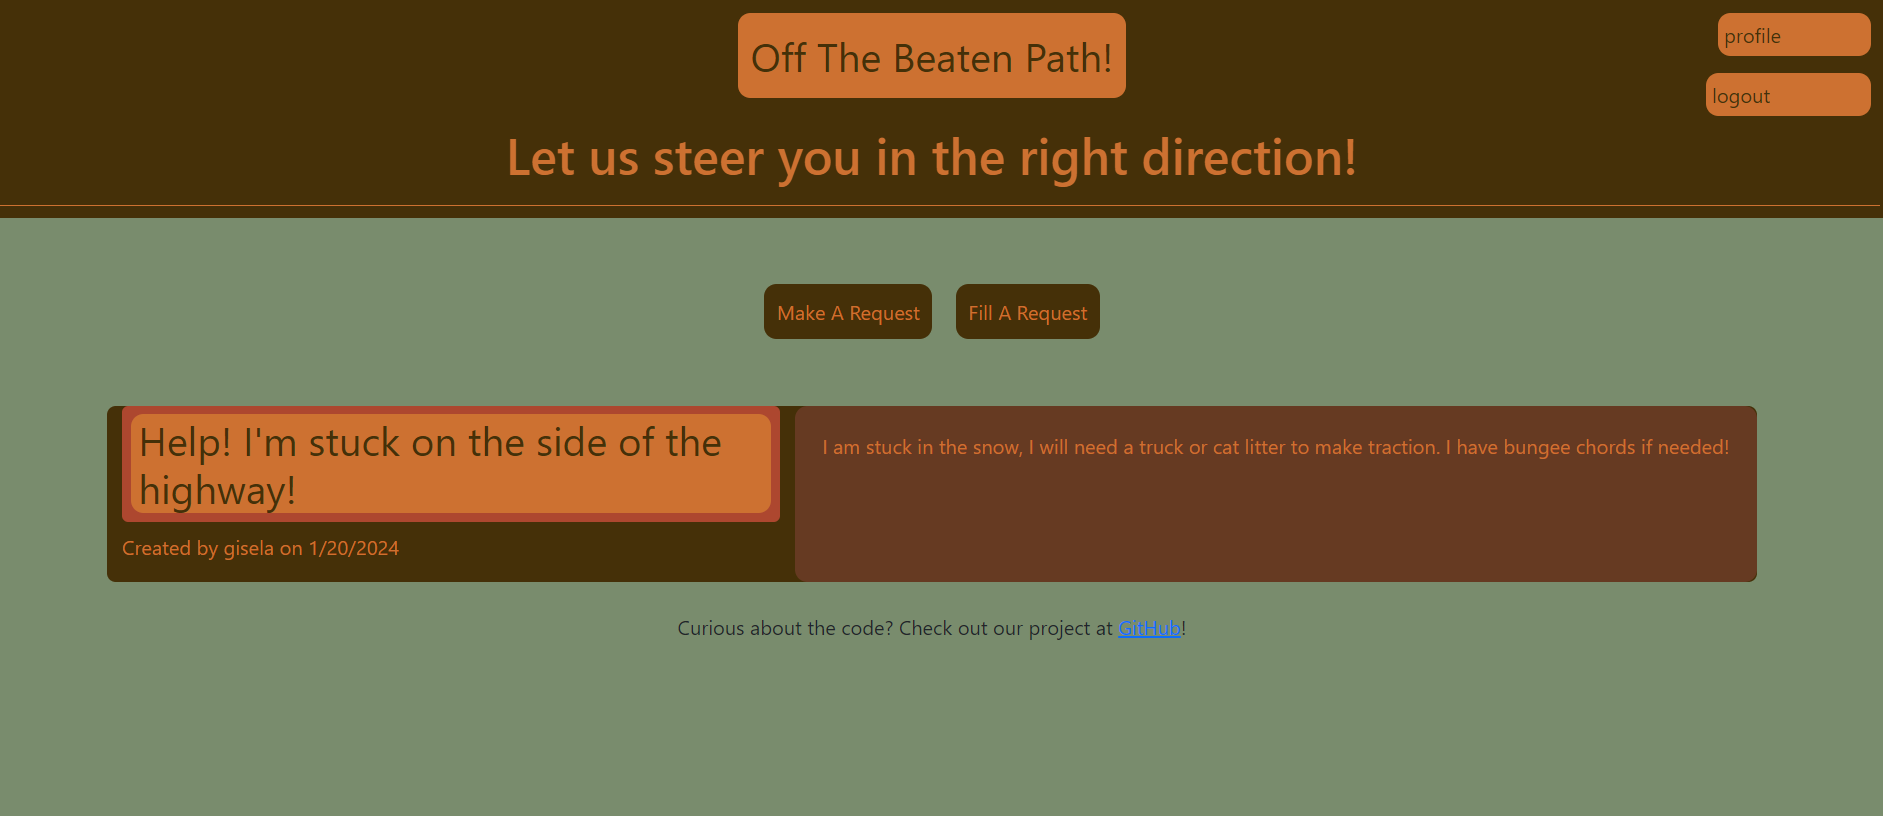 Off The Beaten Path!
profile
logout
Let us steer you in the right direction!
Make A Request
Fill A Request
Help! I'm stuck on the side of the
highway!
Created by gisela on 1/20/2024
I am stuck in the snow, I will need a truck or cat litter to make traction. I have bungee chords if needed!
Curious about the code? Check out our project at GitHub!